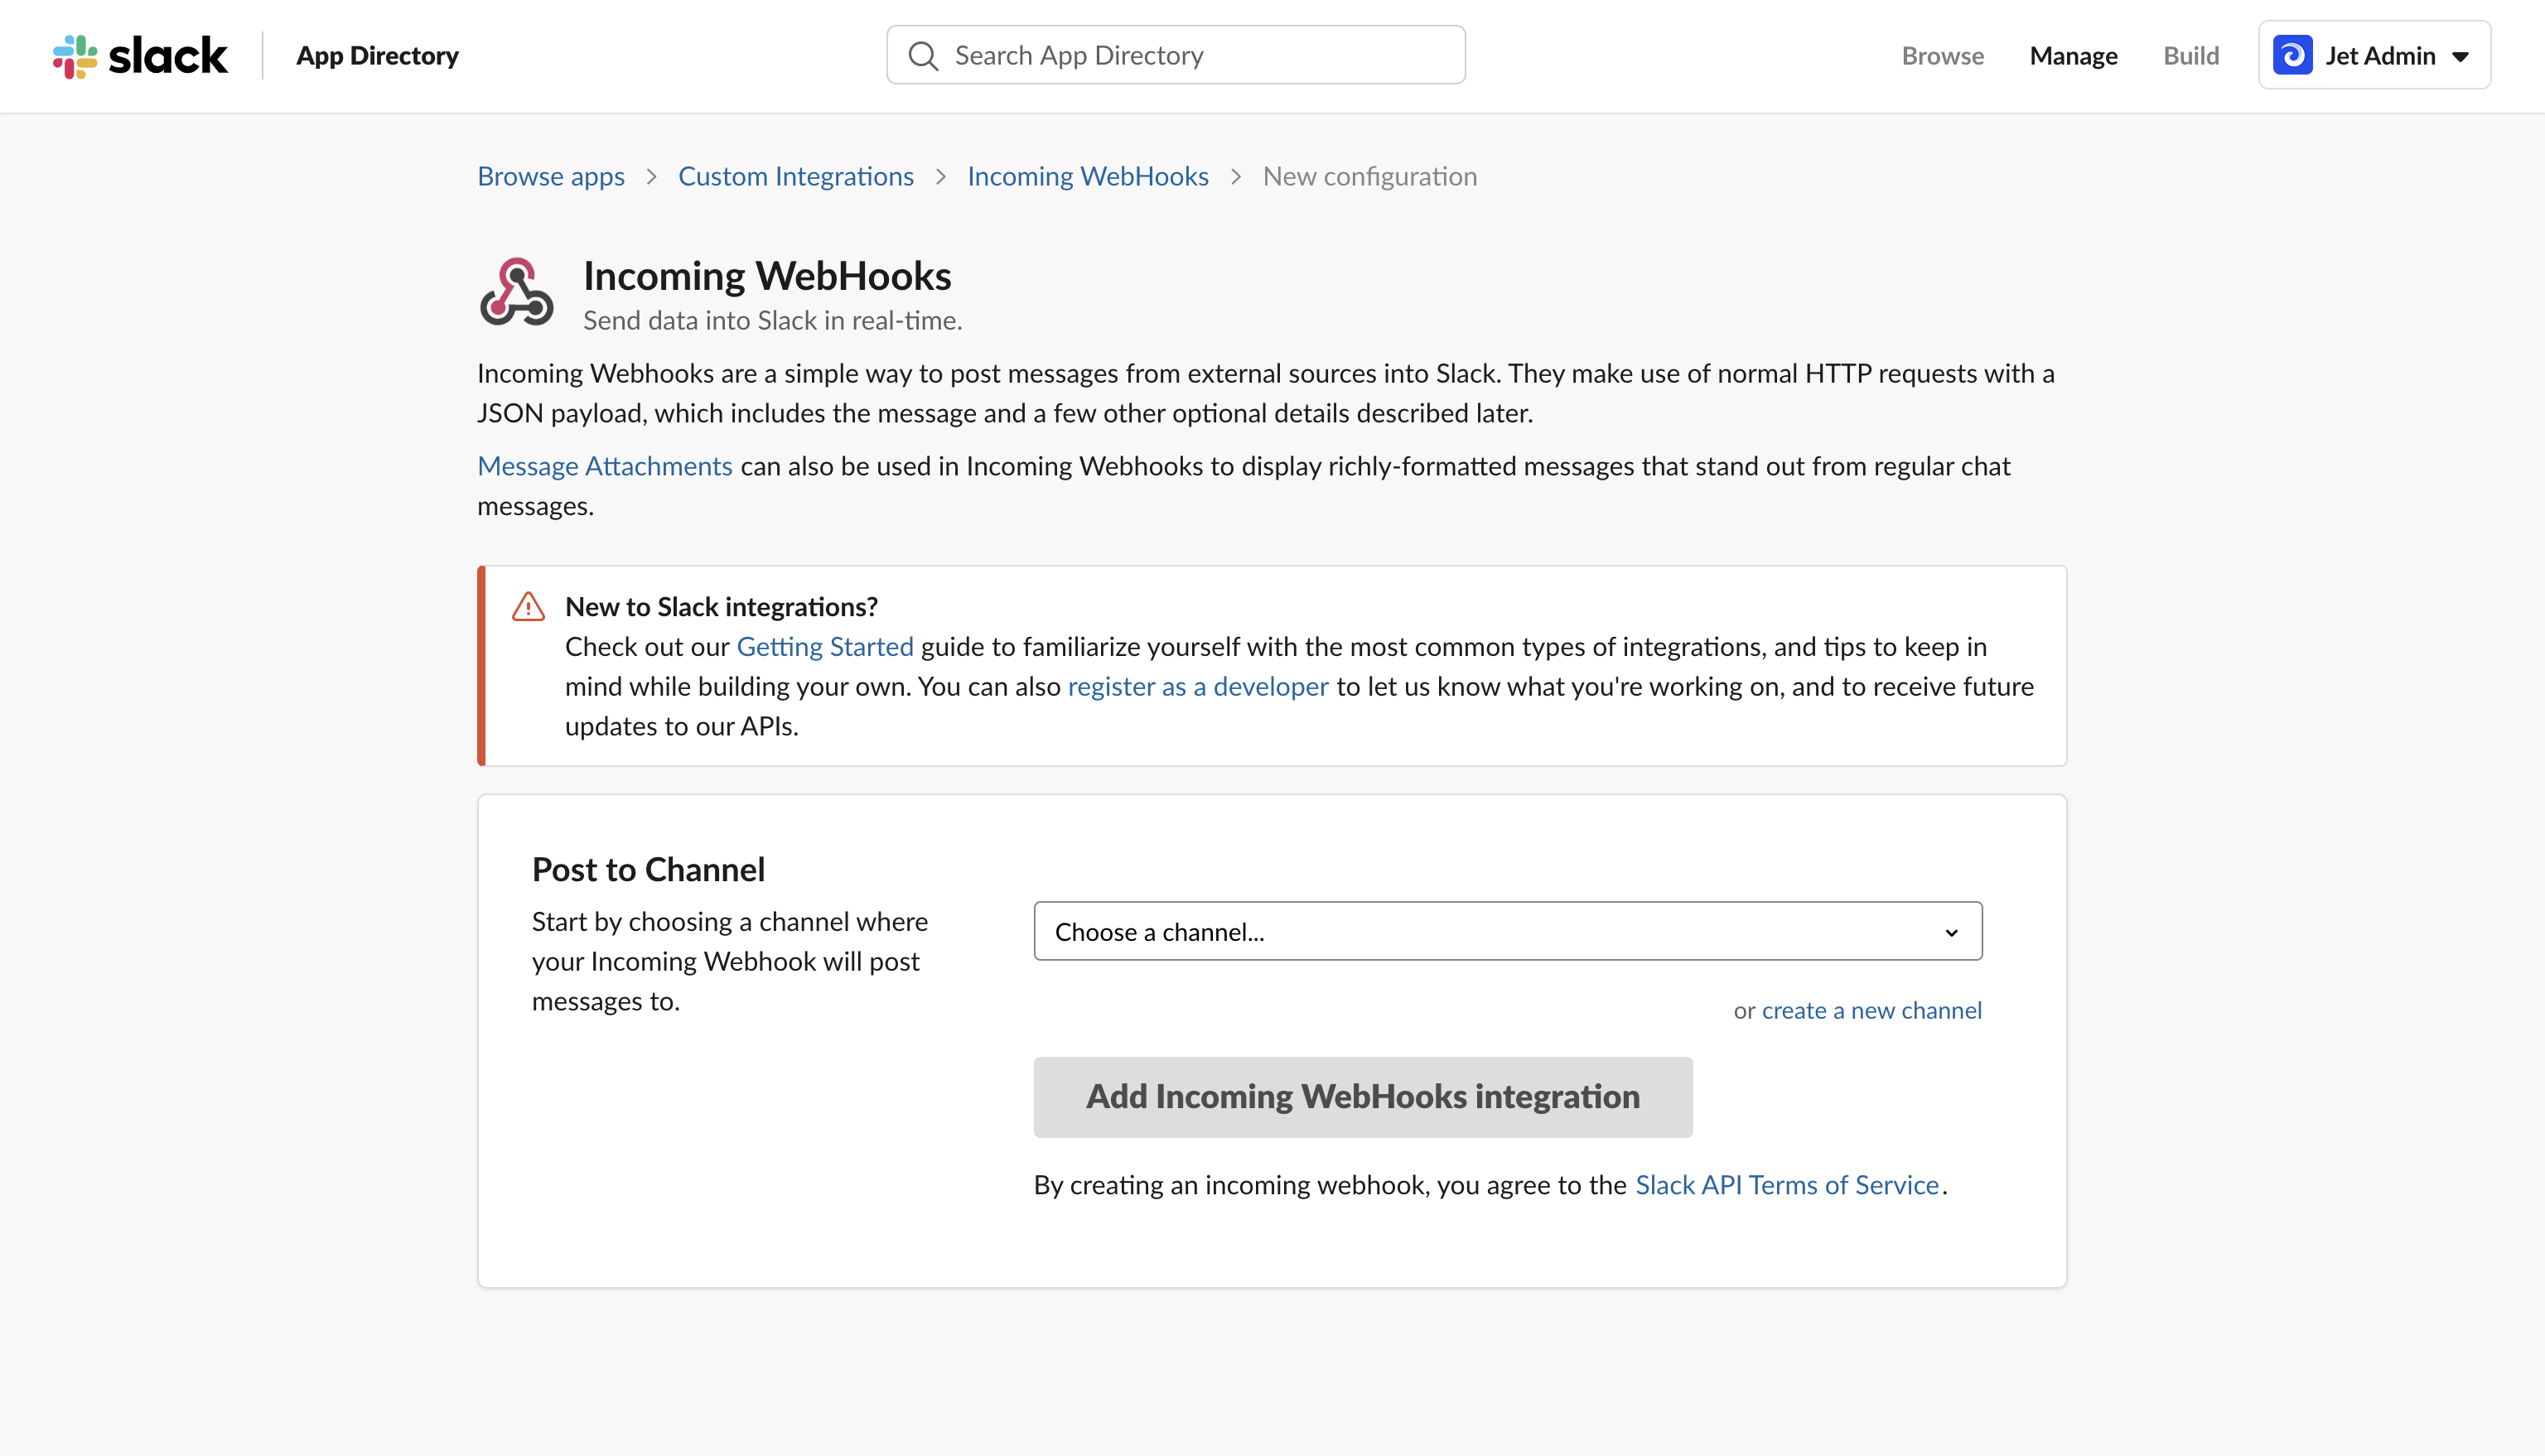 slack
App Directory
Search App Directory
Browse
Manage
Build
Jet Admin
Browse apps > Custom Integrations > Incoming WebHooks > New configuration
Incoming WebHooks
Send data into Slack in real-time.
Incoming Webhooks are a simple way to post messages from external sources into Slack. They make use of normal HTTP requests with a
JSON payload, which includes the message and a few other optional details described later.
Message Attachments can also be used in Incoming Webhooks to display richly-formatted messages that stand out from regular chat
messages.
New to Slack integrations?
Check out our Getting Started guide to familiarize yourself with the most common types of integrations, and tips to keep in
mind while building your own. You can also register as a developer to let us know what you're working on, and to receive future
updates to our APIs.
Post to Channel
Start by choosing a channel where
your Incoming Webhook will post
messages to.
Choose a channel...
or create a new channel
Add Incoming WebHooks integration
By creating an incoming webhook, you agree to the Slack API Terms of Service.